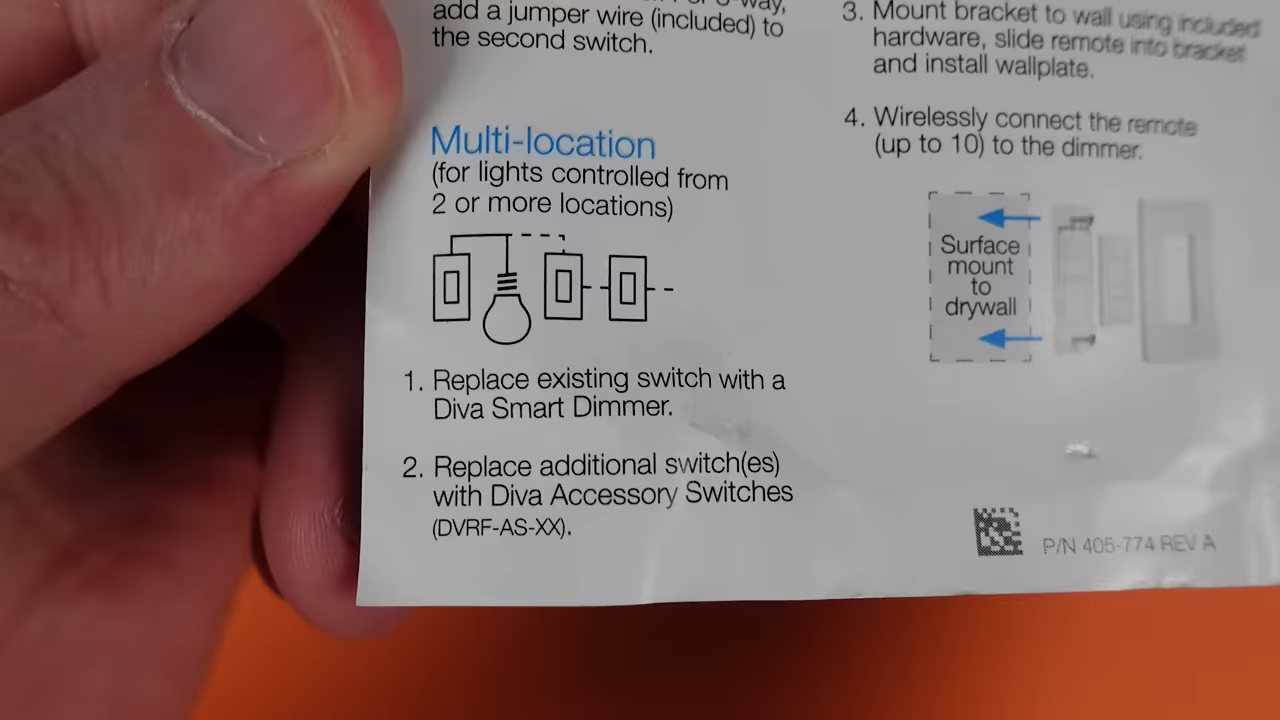 way,
add a jumper wire (included) to
the second switch.
Multi-location
(for lights controlled from
2 or more locations)
1. Replace existing switch with a
Diva Smart Dimmer.
2. Replace additional switch(es)
with Diva Accessory Switches
(DVRF-AS-XX).
3. Mount bracket to wall using included
hardware, slide remote into bracket
and install wallplate.
4. Wirelessly connect the remote
(up to 10) to the dimmer.
Surface
mount
to
drywall
P/N 405-774 REV A